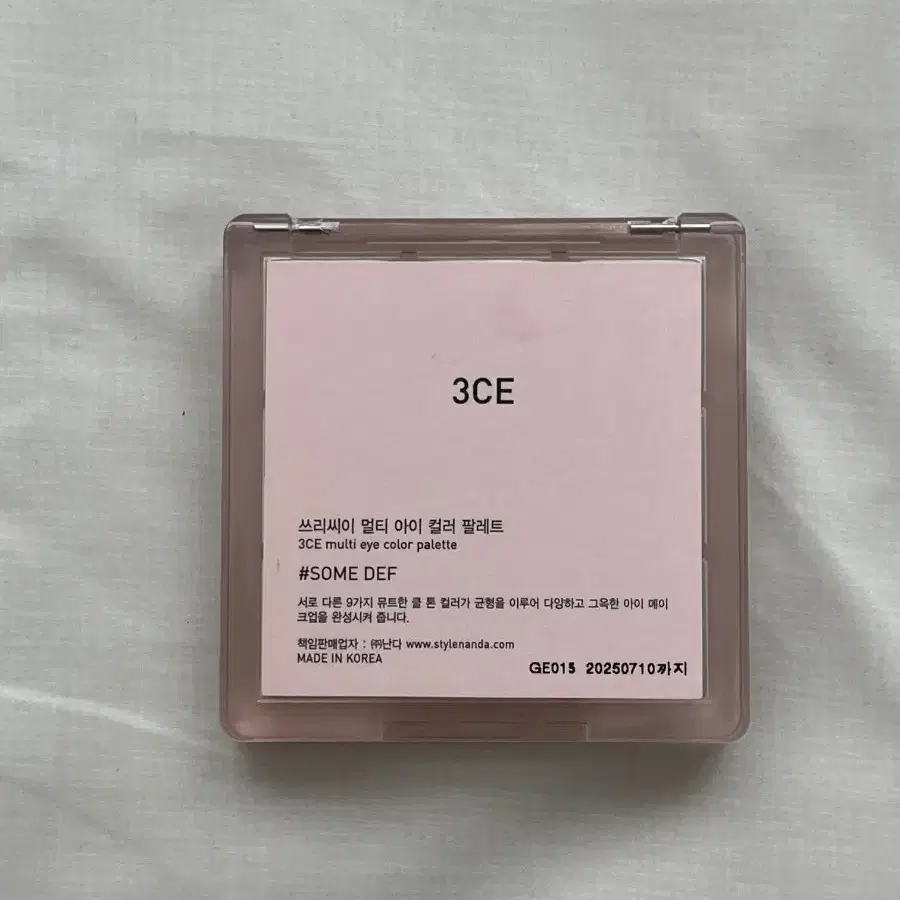 3CE
쓰리씨이 멀티 아이 컬러 팔레트
3CE multi eye color palette
#SOME DEF
서로 다른 9가지 뮤트한 쿨 톤 컬러가 균형을 이루어 다양하고 그윽한 아이 메이
크업을 완성시켜 줍니다.
책임판매업자 : ㈜난다 www.stylenanda.com
MADE IN KOREA
GE015 20250710까지